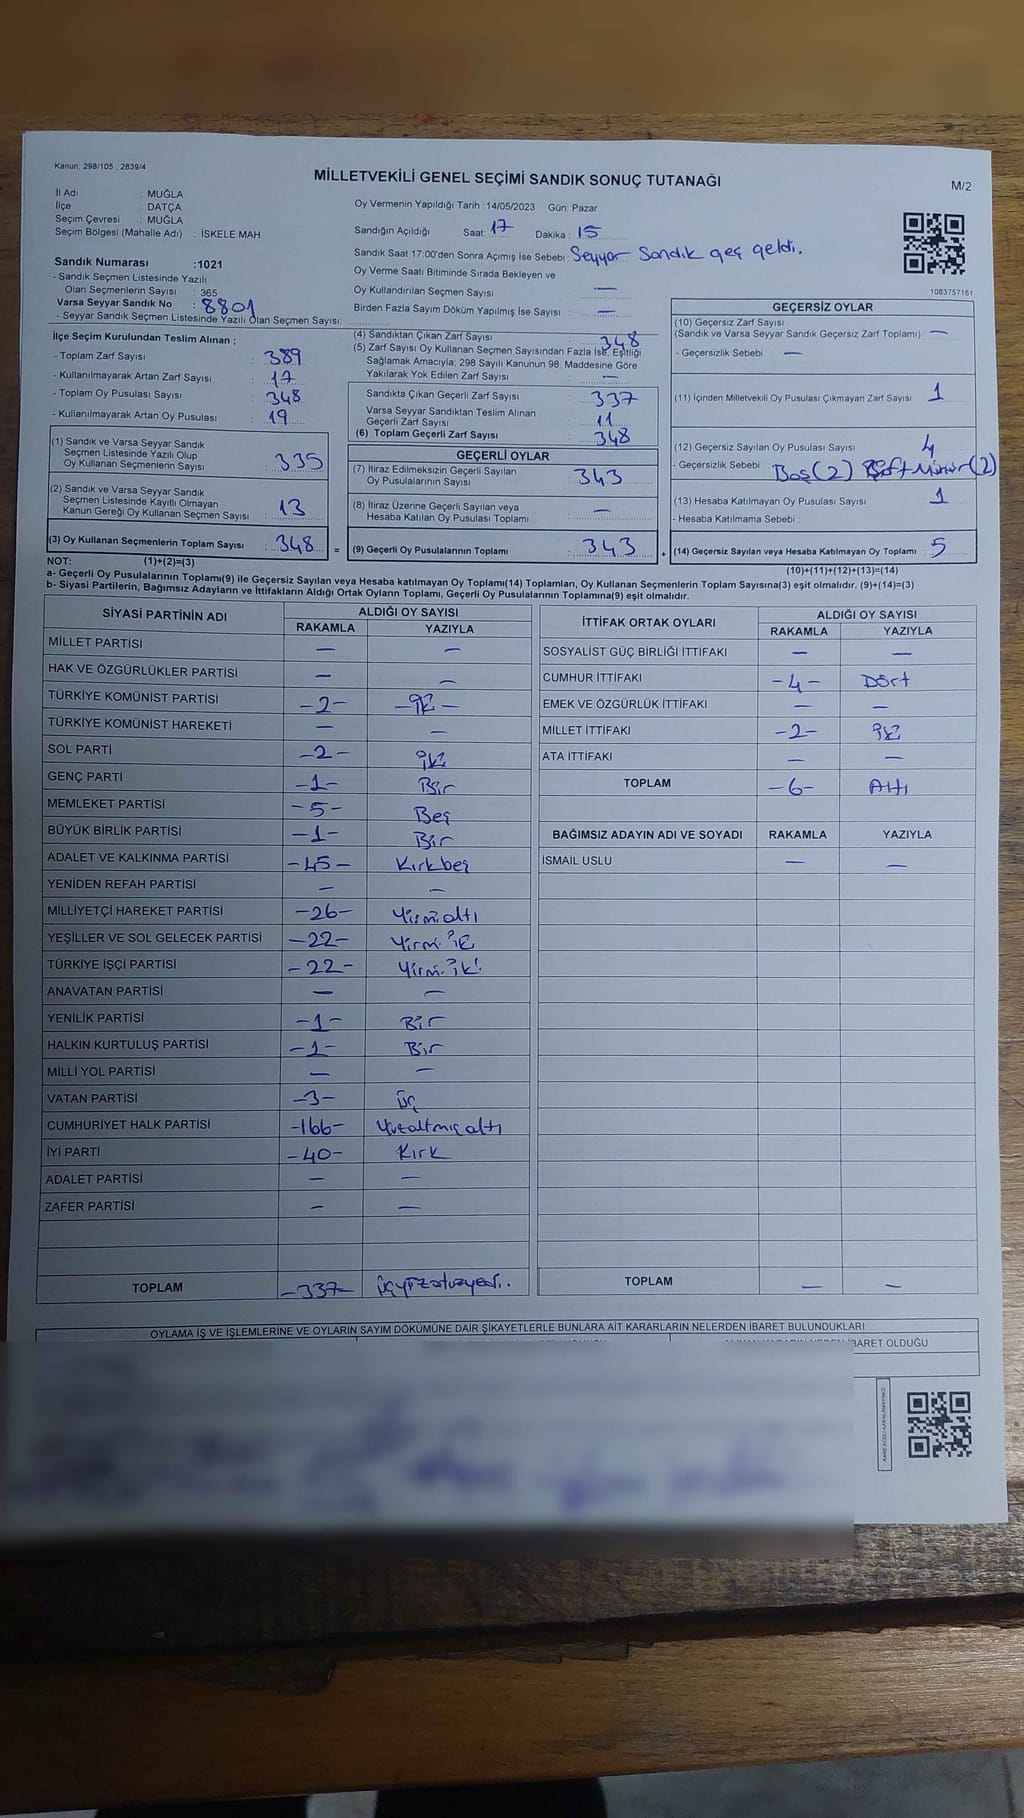 Kanun; 298/105 , 2839/4
MİLLETVEKİLİ GENEL SEÇİMİ SANDIK SONUÇ TUTANAĞI
M/2
İl Adı : MUĞLA
İlçe : DATÇA
Seçim Çevresi : MUĞLA
Seçim Bölgesi (Mahalle Adı) : İSKELE MAH.
Oy Vermenin Yapıldığı Tarih :14/05/2023 Gün: Pazar
Sandığın Açıldığı Saat: 17 Dakika : 15
Sandık Saat 17:00'den Sonra Açımış İse Sebebi: Seyyar Sandık geç geldi.
Oy Verme Saati Bitiminde Sırada Bekleyen ve
Oy Kullandırılan Seçmen Sayısı : —
Birden Fazla Sayım Döküm Yapılmış İse Sayısı : —
1083757181
Sandık Numarası :1021
- Sandık Seçmen Listesinde Yazılı
Olan Seçmenlerin Sayısı : 365
Varsa Seyyar Sandık No : 8801
- Seyyar Sandık Seçmen Listesinde Yazılı Olan Seçmen Sayısı:
İlçe Seçim Kurulundan Teslim Alınan ;
- Toplam Zarf Sayısı : 389
- Kullanılmayarak Artan Zarf Sayısı : 17
- Toplam Oy Pusulası Sayısı : 348
- Kullanılmayarak Artan Oy Pusulası : 19
(1) Sandık ve Varsa Seyyar Sandık
Seçmen Listesinde Yazılı Olup
Oy Kullanan Seçmenlerin Sayısı : 335
(2) Sandık ve Varsa Seyyar Sandık
Seçmen Listesinde Kayıtlı Olmayan
Kanun Gereği Oy Kullanan Seçmen Sayısı : 13
(3) Oy Kullanan Seçmenlerin Toplam Sayısı : 348 =
(4) Sandıktan Çıkan Zarf Sayısı : 348
(5) Zarf Sayısı Oy Kullanan Seçmen Sayısından Fazla İse, Eşitliği
Sağlamak Amacıyla; 298 Sayılı Kanunun 98. Maddesine Göre
Yakılarak Yok Edilen Zarf Sayısı : —
Sandıkta Çıkan Geçerli Zarf Sayısı : 337
Varsa Seyyar Sandıktan Teslim Alınan
Geçerli Zarf Sayısı : 11
(6) Toplam Geçerli Zarf Sayısı : 348
GEÇERLİ OYLAR
(7) İtiraz Edilmeksizin Geçerli Sayılan
Oy Pusulalarının Sayısı : 343
(8) İtiraz Üzerine Geçerli Sayılan veya
Hesaba Katılan Oy Pusulası Toplamı : —
(9) Geçerli Oy Pusulalarının Toplamı : 343 +
GEÇERSİZ OYLAR
(10) Geçersiz Zarf Sayısı
(Sandık ve Varsa Seyyar Sandık Geçersiz Zarf Toplamı) —
- Geçersizlik Sebebi : —
(11) İçinden Milletvekili Oy Pusulası Çıkmayan Zarf Sayısı : 1
(12) Geçersiz Sayılan Oy Pusulası Sayısı : 4
- Geçersizlik Sebebi : Boş(2) Çift Mühür(2)
(13) Hesaba Katılmayan Oy Pusulası Sayısı : 1
- Hesaba Katılmama Sebebi :
(14) Geçersiz Sayılan veya Hesaba Katılmayan Oy Toplamı : 5
NOT: (1)+(2)=(3)
(10)+(11)+(12)+(13)=(14)
a- Geçerli Oy Pusulalarının Toplamı(9) ile Geçersiz Sayılan veya Hesaba katılmayan Oy Toplamı(14) Toplamları, Oy Kullanan Seçmenlerin Toplam Sayısına(3) eşit olmalıdır. (9)+(14)=(3)
b- Siyasi Partilerin, Bağımsız Adayların ve İttifakların Aldığı Ortak Oyların Toplamı, Geçerli Oy Pusulalarının Toplamına(9) eşit olmalıdır.
SİYASİ PARTİNİN ADI
ALDIĞI OY SAYISI
RAKAMLA YAZIYLA
MİLLET PARTİSİ — —
HAK VE ÖZGÜRLÜKLER PARTİSİ — —
TÜRKİYE KOMÜNİST PARTİSİ -2- -İki-
TÜRKİYE KOMÜNİST HAREKETİ — —
SOL PARTİ -2- İki
GENÇ PARTİ -1- Bir
MEMLEKET PARTİSİ -5- Beş
BÜYÜK BİRLİK PARTİSİ -1- Bir
ADALET VE KALKINMA PARTİSİ -45- Kırkbeş
YENİDEN REFAH PARTİSİ — —
MİLLİYETÇİ HAREKET PARTİSİ -26- Yirmialtı
YEŞİLLER VE SOL GELECEK PARTİSİ -22- Yirmi iki
TÜRKİYE İŞÇİ PARTİSİ -22- Yirmi iki
ANAVATAN PARTİSİ — —
YENİLİK PARTİSİ -1- Bir
HALKIN KURTULUŞ PARTİSİ -1- Bir
MİLLİ YOL PARTİSİ — —
VATAN PARTİSİ -3- üç
CUMHURİYET HALK PARTİSİ -166- Yüzaltmışaltı
İYİ PARTİ -40- Kırk
ADALET PARTİSİ — —
ZAFER PARTİSİ — —
TOPLAM -337- üçyüzotuzyedi..
İTTİFAK ORTAK OYLARI
ALDIĞI OY SAYISI
RAKAMLA YAZIYLA
SOSYALİST GÜÇ BİRLİĞİ İTTİFAKI — —
CUMHUR İTTİFAKI -4- Dört
EMEK VE ÖZGÜRLÜK İTTİFAKI — —
MİLLET İTTİFAKI -2- İki
ATA İTTİFAKI — —
TOPLAM -6- Altı
BAĞIMSIZ ADAYIN ADI VE SOYADI RAKAMLA YAZIYLA
İSMAİL USLU — —
TOPLAM — —
OYLAMA İŞ VE İŞLEMLERİNE VE OYLARIN SAYIM DÖKÜMÜNE DAİR ŞİKAYETLERLE BUNLARA AİT KARARLARIN NELERDEN İBARET BULUNDUKLARI
İBARET OLDUĞU